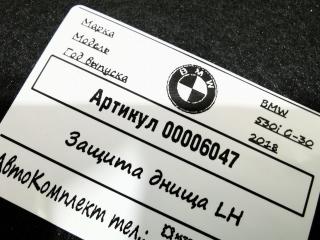 Марка BMW
Модель 530i G-30
Год выпуска 2018
BMW
Артикул 00006047
Защита днища LH
АвтоКомплект тел.: